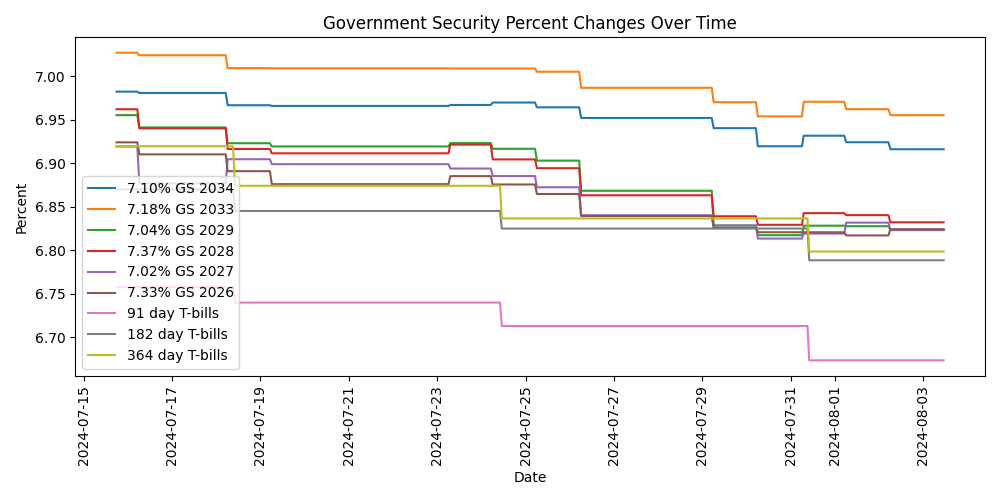 Government Security Percent Changes Over Time
Percent
7.00
6.95
6.90
6.85
6.80
6.75
6.70
7.10% GS 2034
7.18% GS 2033
7.04% GS 2029
7.37% GS 2028
7.02% GS 2027
7.33% GS 2026
91 day T-bills
182 day T-bills
364 day T-bills
2024-07-15
2024-07-17
2024-07-19
2024-07-21
2024-07-23
2024-07-25
2024-07-27
2024-07-29
2024-07-31
2024-08-01
2024-08-03
Date